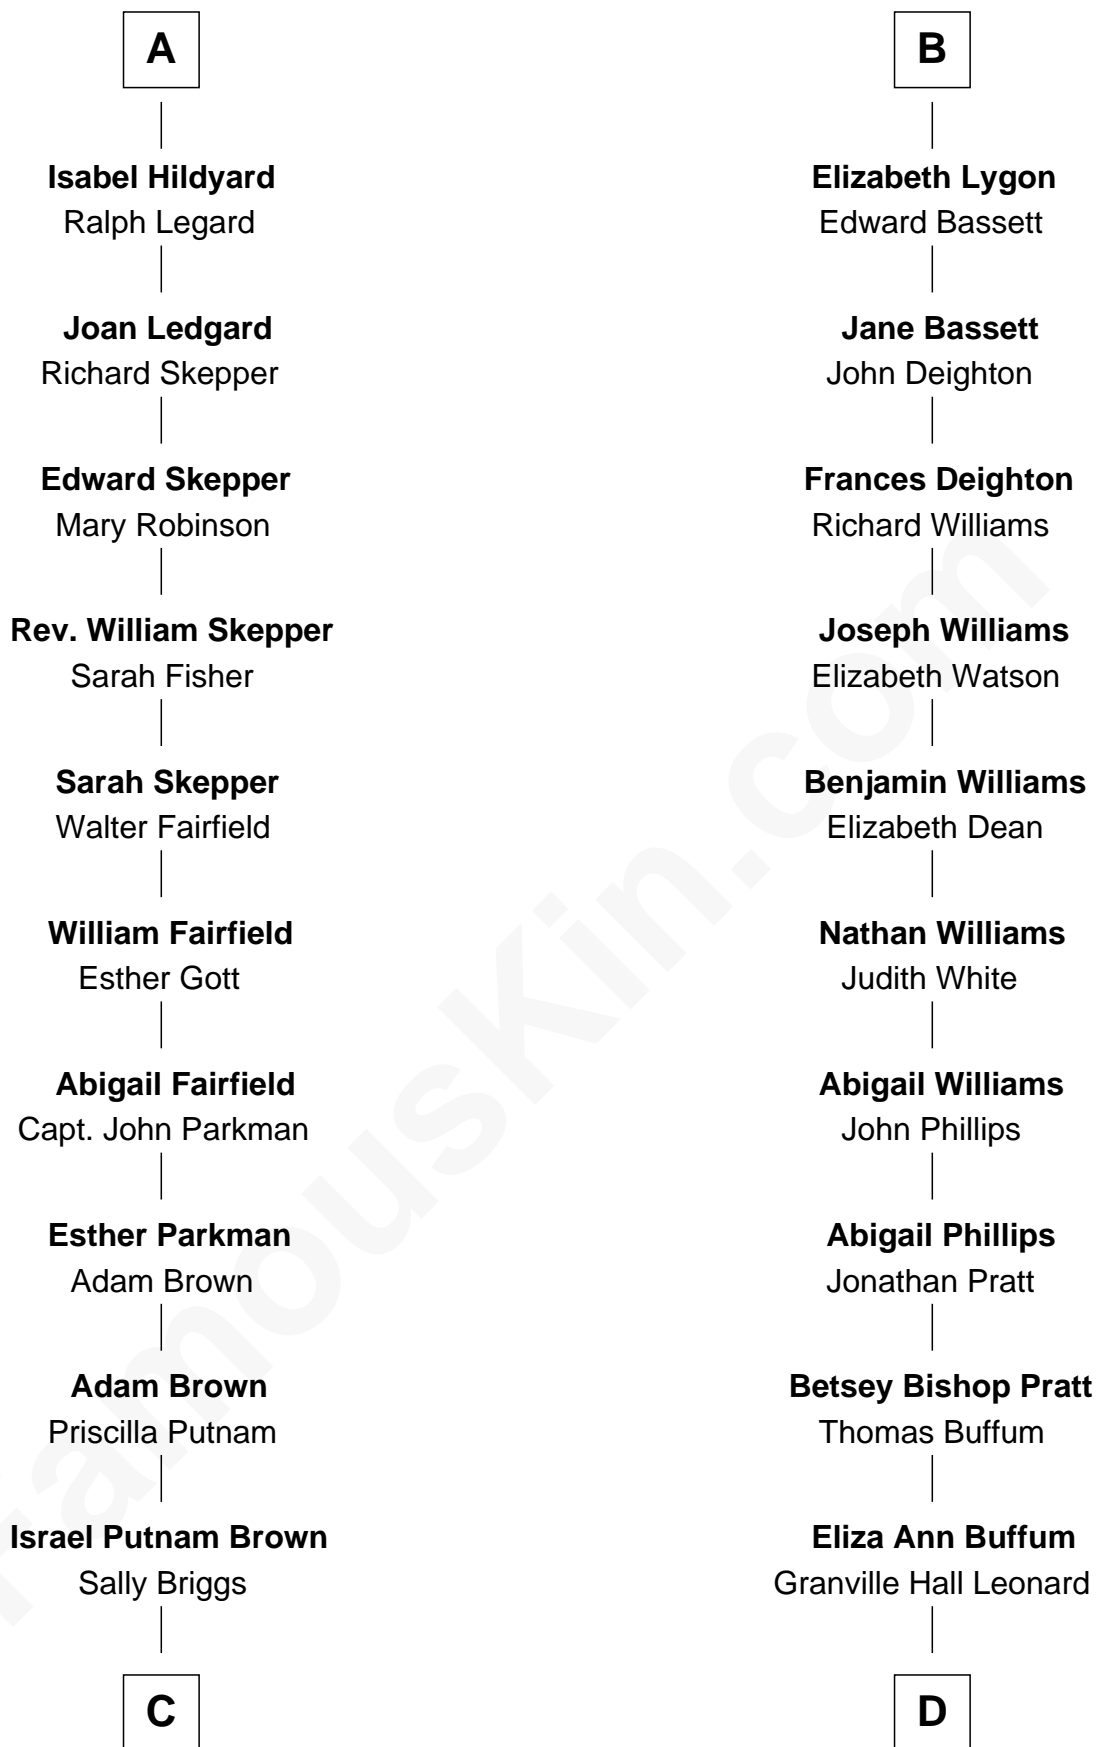 A
Isabel Hildyard
Ralph Legard
Joan Ledgard
Richard Skepper
Edward Skepper
Mary Robinson
Rev. William Skepper
Sarah Fisher
Sarah Skepper
Walter Fairfield
William Fairfield
Esther Gott
Abigail Fairfield
Capt. John Parkman
Esther Parkman
Adam Brown
Adam Brown
Priscilla Putnam
Israel Putnam Brown
Sally Briggs
C
B
Elizabeth Lygon
Edward Bassett
Jane Bassett
John Deighton
Frances Deighton
Richard Williams
Joseph Williams
Elizabeth Watson
Benjamin Williams
Elizabeth Dean
Nathan Williams
Judith White
Abigail Williams
John Phillips
Abigail Phillips
Jonathan Pratt
Betsey Bishop Pratt
Thomas Buffum
Eliza Ann Buffum
Granville Hall Leonard
D
FamousKin.com